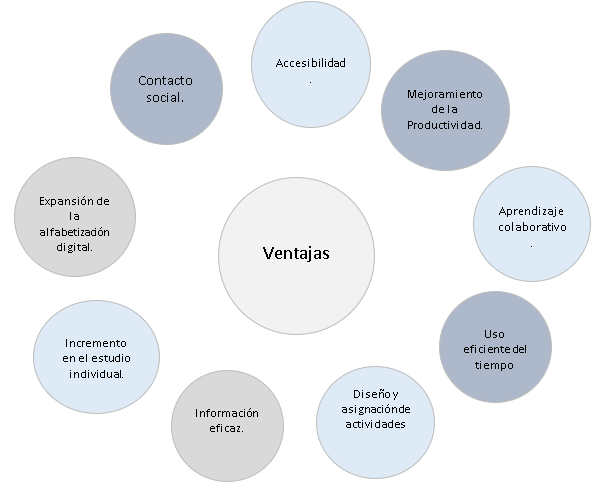 Accesibilidad
.
Contacto
social.
Mejoramiento
de la
Productividad.
Expansión de
la
alfabetización
digital.
Aprendizaje
colaborativo
.
Ventajas
Incremento
en el estudio
individual.
Uso
eficiente del
tiempo
Información
eficaz.
Diseño y
asignación de
actividades